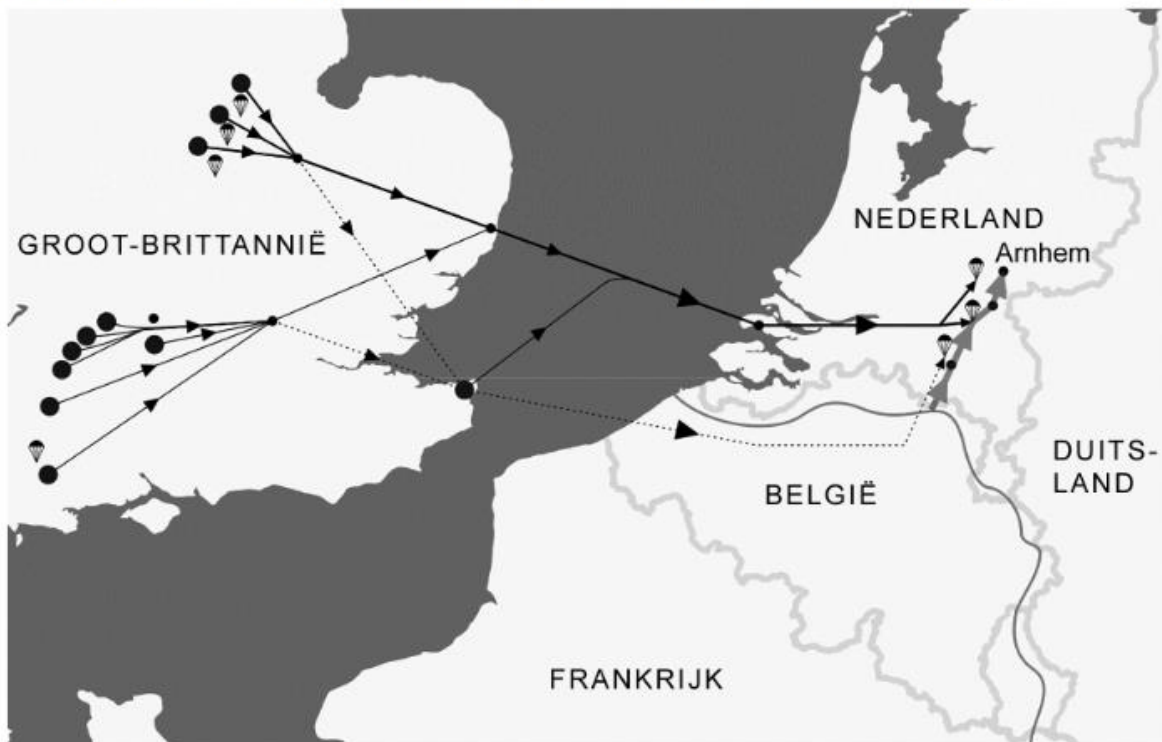 GROOT-BRITTANNIË
NEDERLAND
Arnhem
DUITS-
LAND
BELGIË
FRANKRIJK